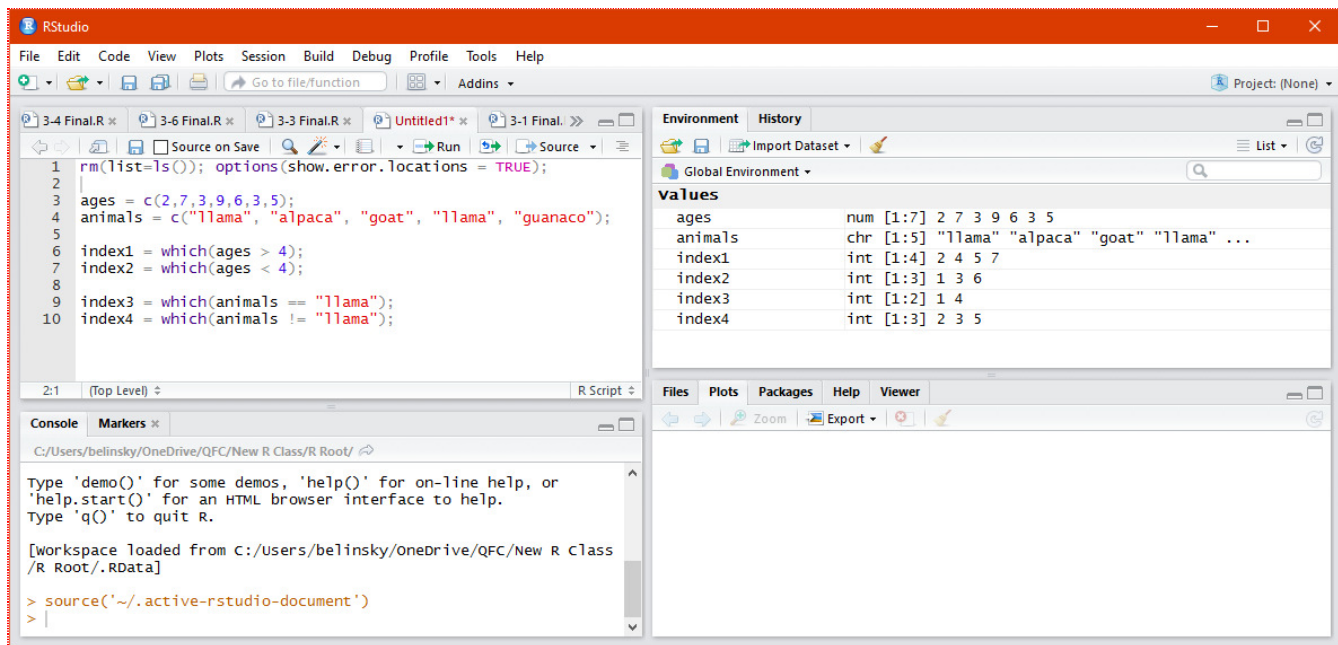 RStudio
File Edit Code View Plots Session Build Debug Profile Tools Help
Go to file/function Addins Project: (None)
3-4 Final.R 3-6 Final.R 3-3 Final.R Untitled1* 3-1 Final.
Source on Save Run Source
1 rm(list=ls()); options(show.error.locations = TRUE);
2
3 ages = c(2,7,3,9,6,3,5);
4 animals = c("llama", "alpaca", "goat", "llama", "guanaco");
5
6 index1 = which(ages > 4);
7 index2 = which(ages < 4);
8
9 index3 = which(animals == "llama");
10 index4 = which(animals != "llama");
2:1 (Top Level) R Script
Console Markers
C:/Users/belinsky/OneDrive/QFC/New R Class/R Root/
Type 'demo()' for some demos, 'help()' for on-line help, or
'help.start()' for an HTML browser interface to help.
Type 'q()' to quit R.
[Workspace loaded from C:/Users/belinsky/OneDrive/QFC/New R Class
/R Root/.RData]
> source('~/.active-rstudio-document')
>
Environment History
Import Dataset List
Global Environment
Values
ages num [1:7] 2 7 3 9 6 3 5
animals chr [1:5] "llama" "alpaca" "goat" "llama" ...
index1 int [1:4] 2 4 5 7
index2 int [1:3] 1 3 6
index3 int [1:2] 1 4
index4 int [1:3] 2 3 5
Files Plots Packages Help Viewer
Zoom Export